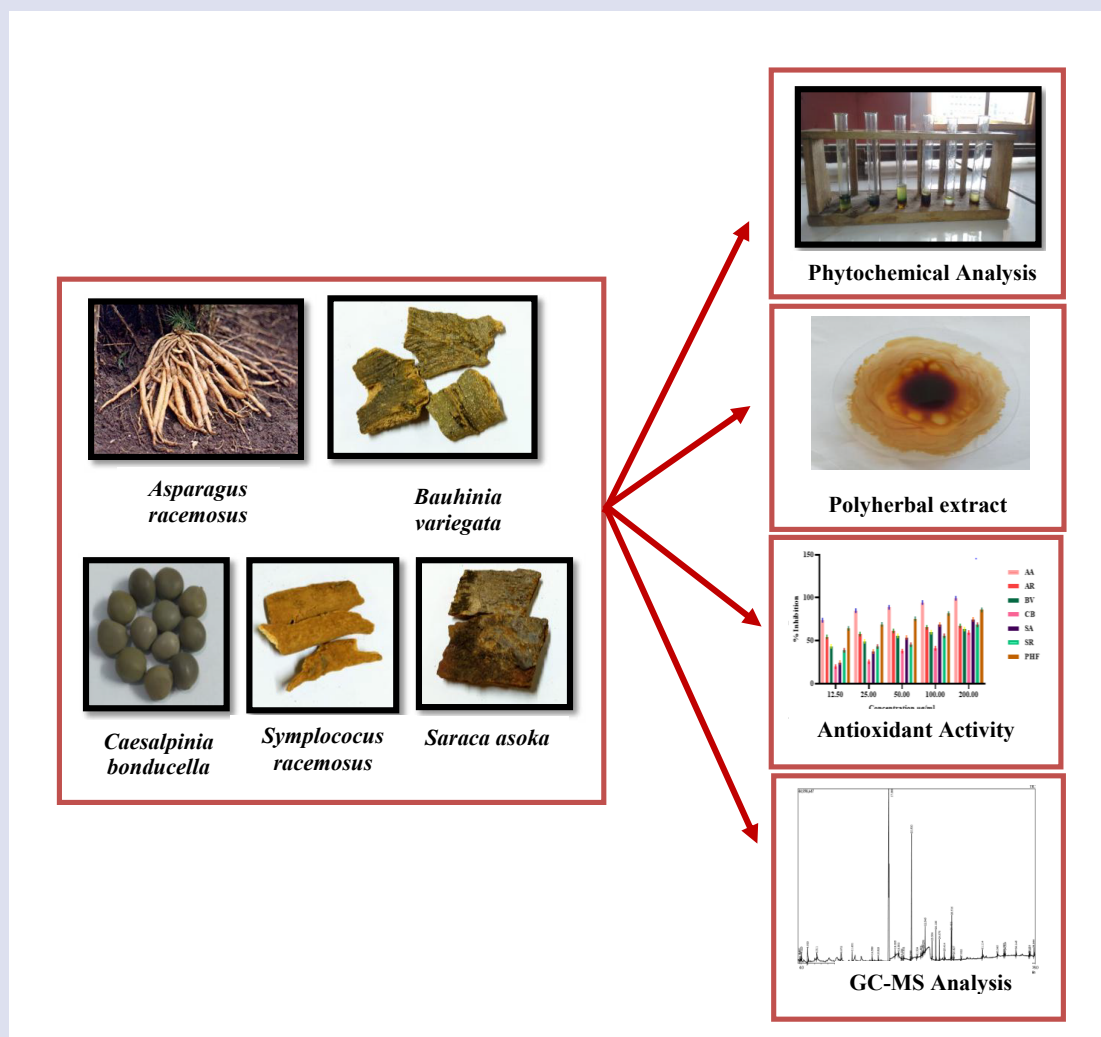 Asparagus
racemosus
Bauhinia
variegata
Caesalpinia
bonducella
Symplococus
racemosus
Saraca asoka
Phytochemical Analysis
Polyherbal extract
150
100
50
0
% Inhibition
12.50
25.00
50.00
100.00
200.00
AA
AR
BV
CB
SA
SR
PHF
Antioxidant Activity
GC-MS Analysis